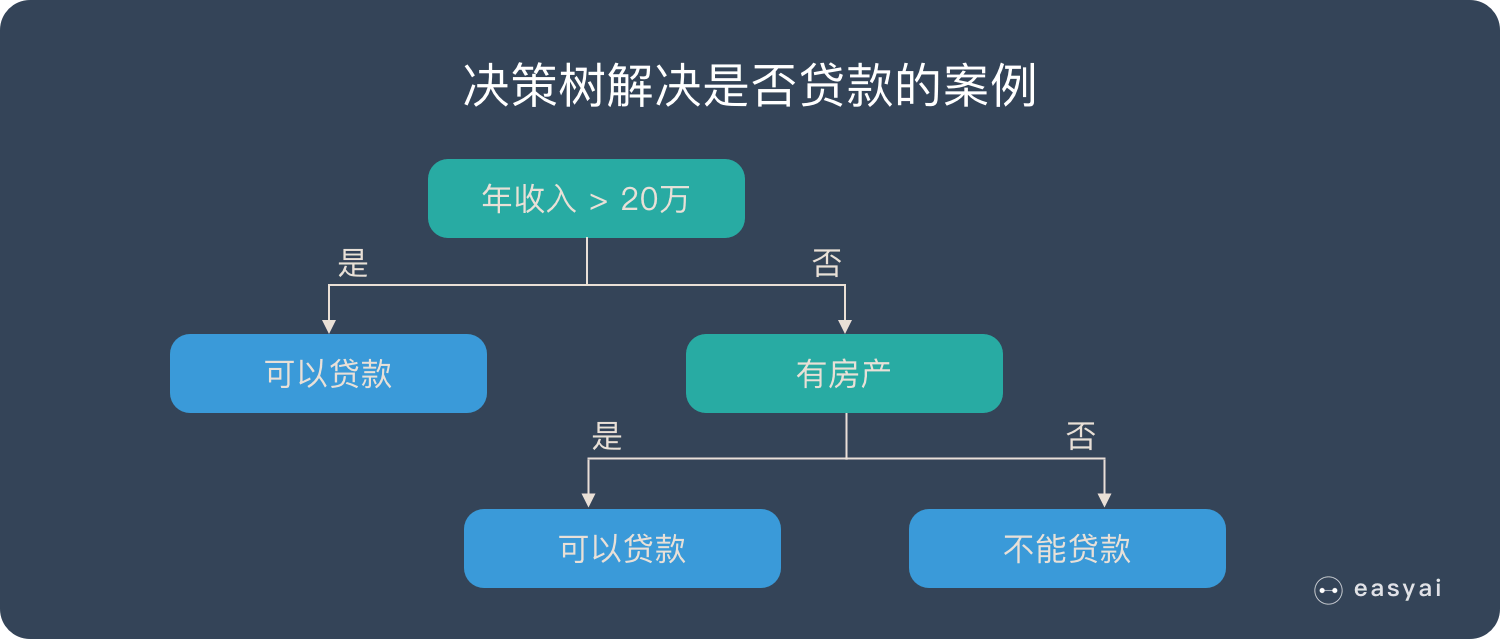 决策树解决是否贷款的案例
年收入 > 20万
是
否
可以贷款
有房产
是
否
可以贷款
不能贷款
easyai